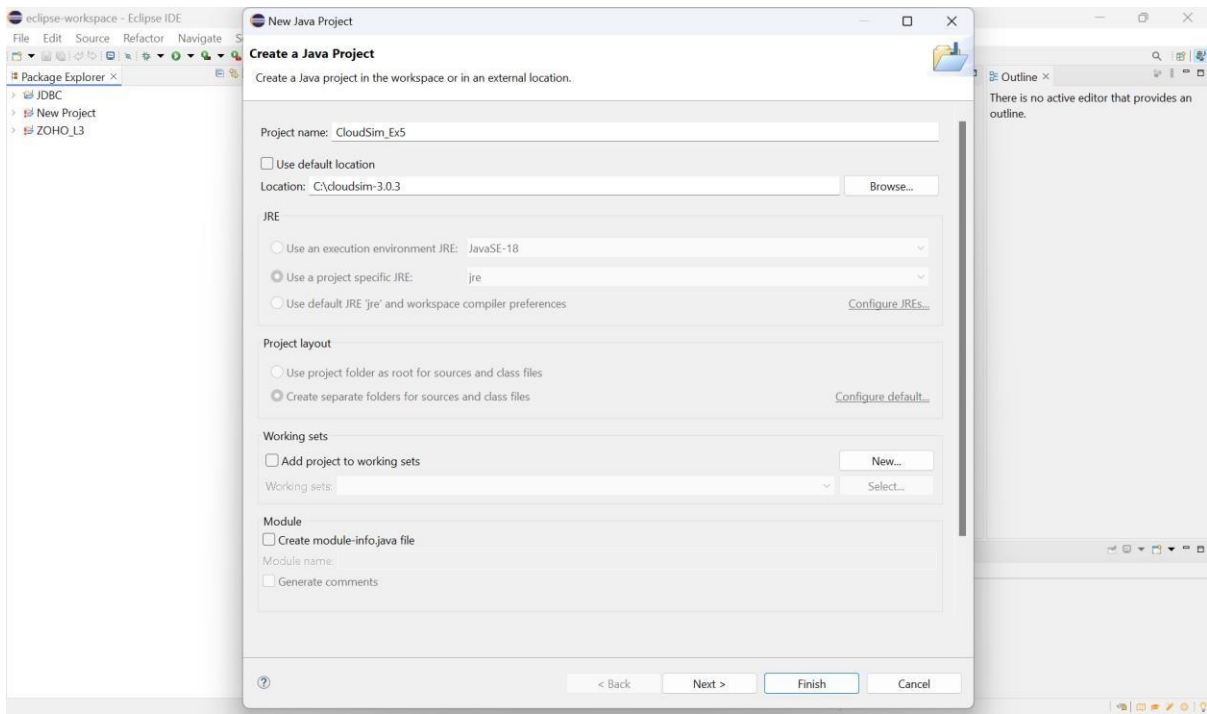 eclipse-workspace - Eclipse IDE
File Edit Source Refactor Navigate S
Package Explorer ×
JDBC
New Project
ZOHO_L3
New Java Project
Create a Java Project
Create a Java project in the workspace or in an external location.
Project name: CloudSim_Ex5
Use default location
Location: C:\cloudsim-3.0.3 Browse...
JRE
Use an execution environment JRE: JavaSE-18
Use a project specific JRE: jre
Use default JRE 'jre' and workspace compiler preferences Configure JREs...
Project layout
Use project folder as root for sources and class files
Create separate folders for sources and class files Configure default...
Working sets
Add project to working sets New...
Working sets: Select...
Module
Create module-info.java file
Module name:
Generate comments
< Back Next > Finish Cancel
Outline ×
There is no active editor that provides an
outline.